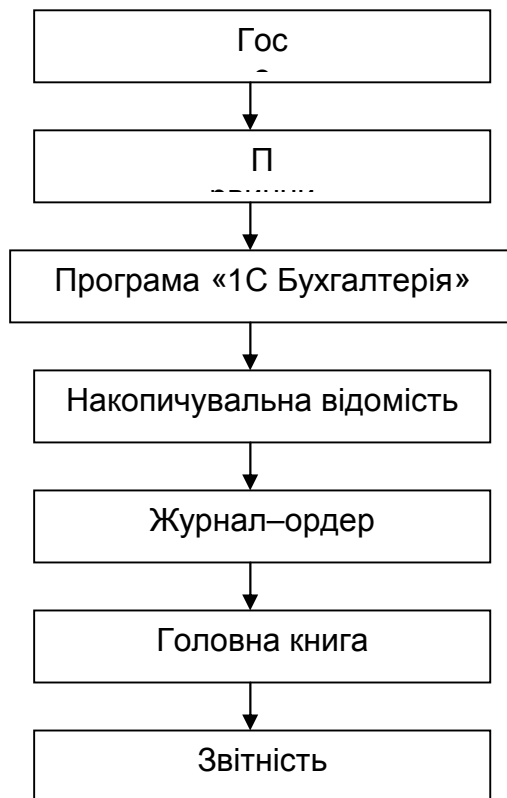 Гос
П
Програма «1С Бухгалтерія»
Накопичувальна відомість
Журнал–ордер
Головна книга
Звітність